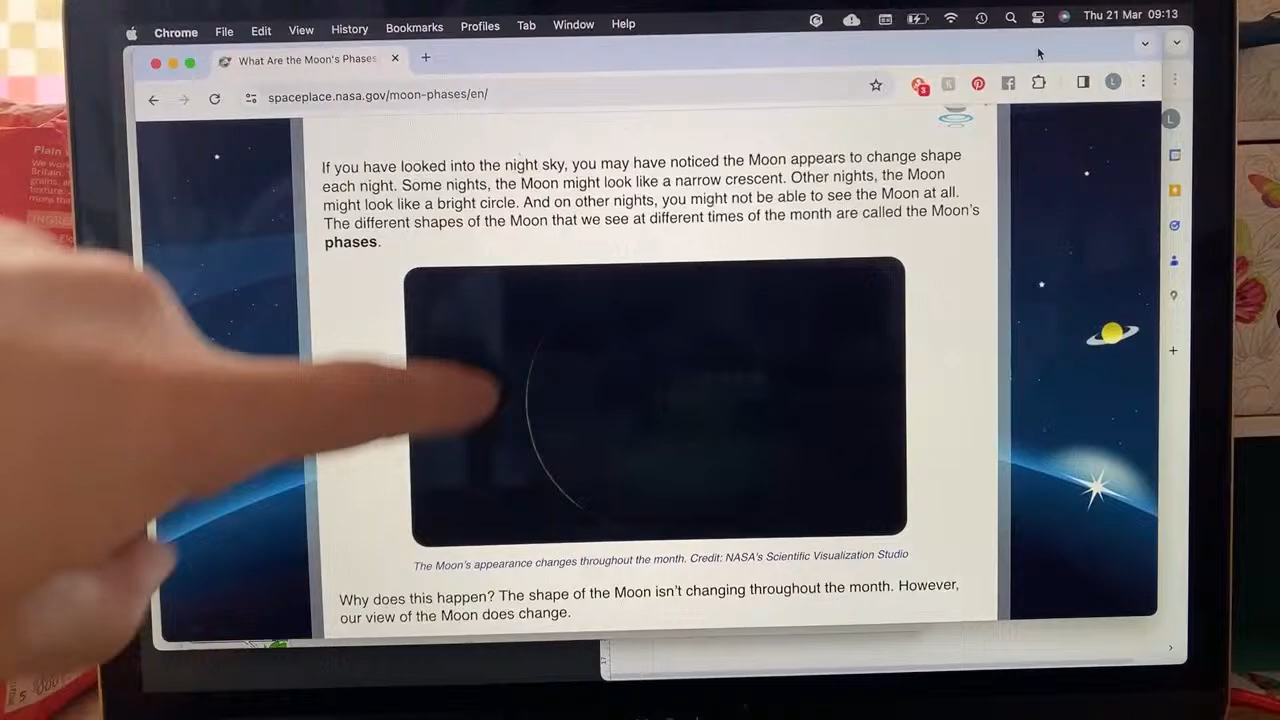 Chrome File Edit View History Bookmarks Profiles Tab Window Help Thu 21 Mar 09:13
What Are the Moon's Phases
spaceplace.nasa.gov/moon-phases/en/
3
L
L
If you have looked into the night sky, you may have noticed the Moon appears to change shape
each night. Some nights, the Moon might look like a narrow crescent. Other nights, the Moon
might look like a bright circle. And on other nights, you might not be able to see the Moon at all.
The different shapes of the Moon that we see at different times of the month are called the Moon's
phases.
The Moon's appearance changes throughout the month. Credit: NASA's Scientific Visualization Studio
Why does this happen? The shape of the Moon isn't changing throughout the month. However,
our view of the Moon does change.
Plain
We
Britain.
grains,
texture
INGRE